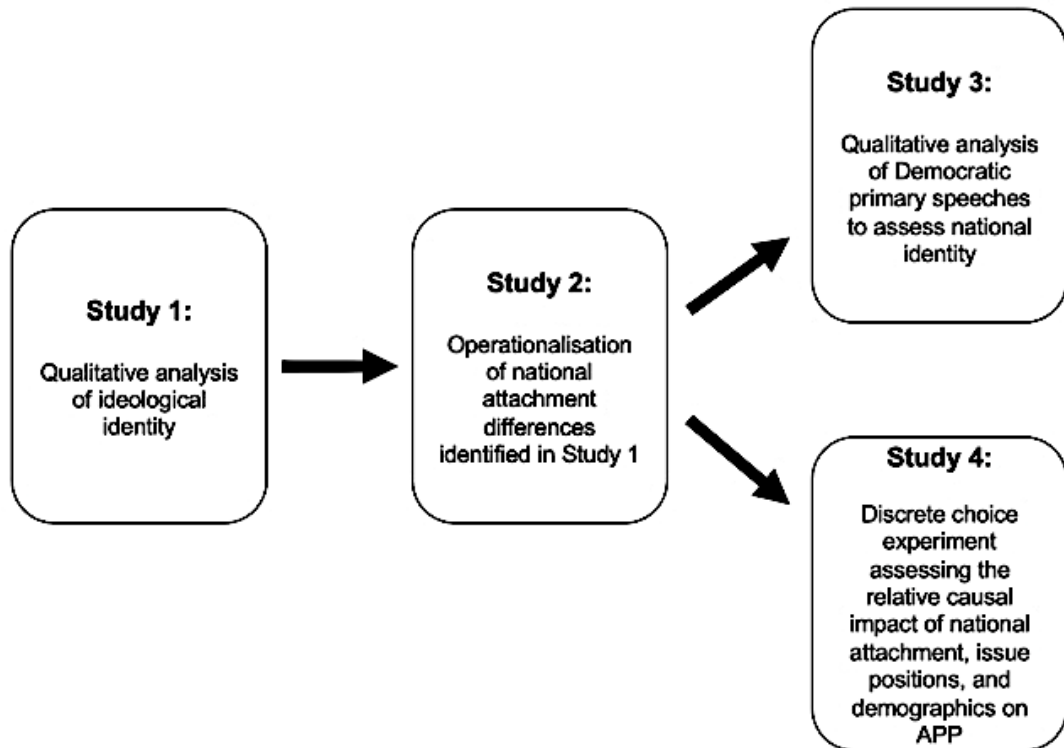 Study 1:
Qualitative analysis
of ideological
identity
Study 2:
Operationalisation
of national
attachment
differences
identified in Study 1
Study 3:
Qualitative analysis
of Democratic
primary speeches
to assess national
identity
Study 4:
Discrete choice
experiment
assessing the
relative causal
impact of national
attachment, issue
positions, and
demographics on
APP